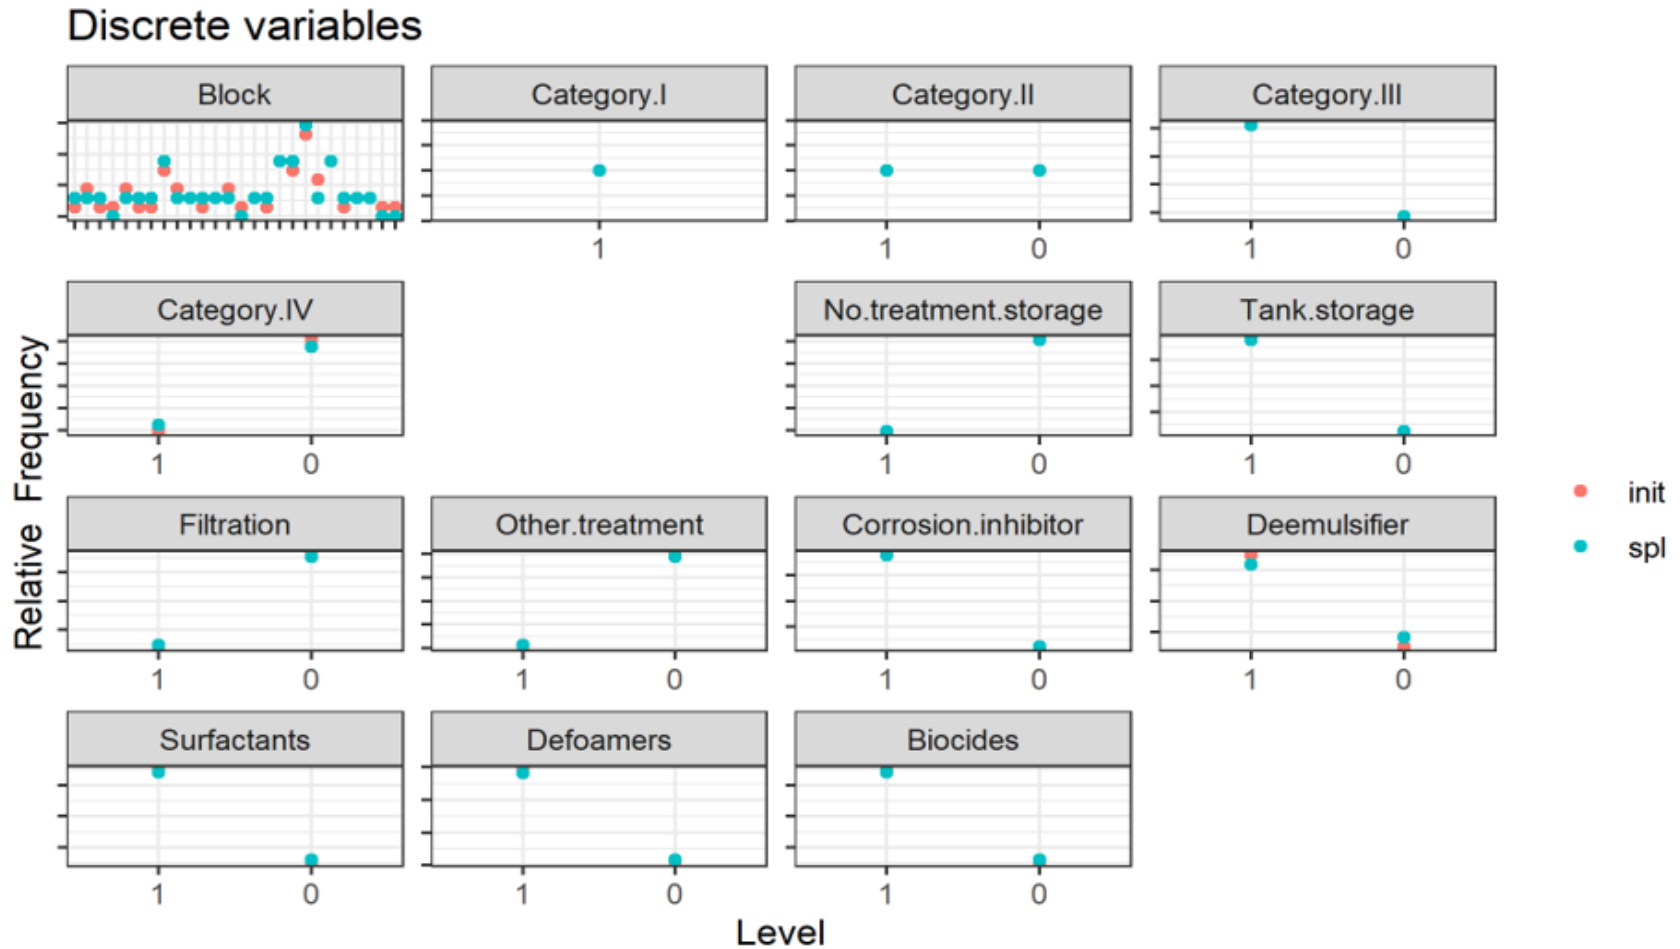 Discrete variables
Block
Category.I
Category.II
Category.III
1
1
0
1
0
Category.IV
No.treatment.storage
Tank.storage
1
0
1
0
1
0
Filtration
Other.treatment
Corrosion.inhibitor
Deemulsifier
1
0
1
0
1
0
1
0
Surfactants
Defoamers
Biocides
1
0
1
0
1
0
Relative Frequency
Level
init
spl